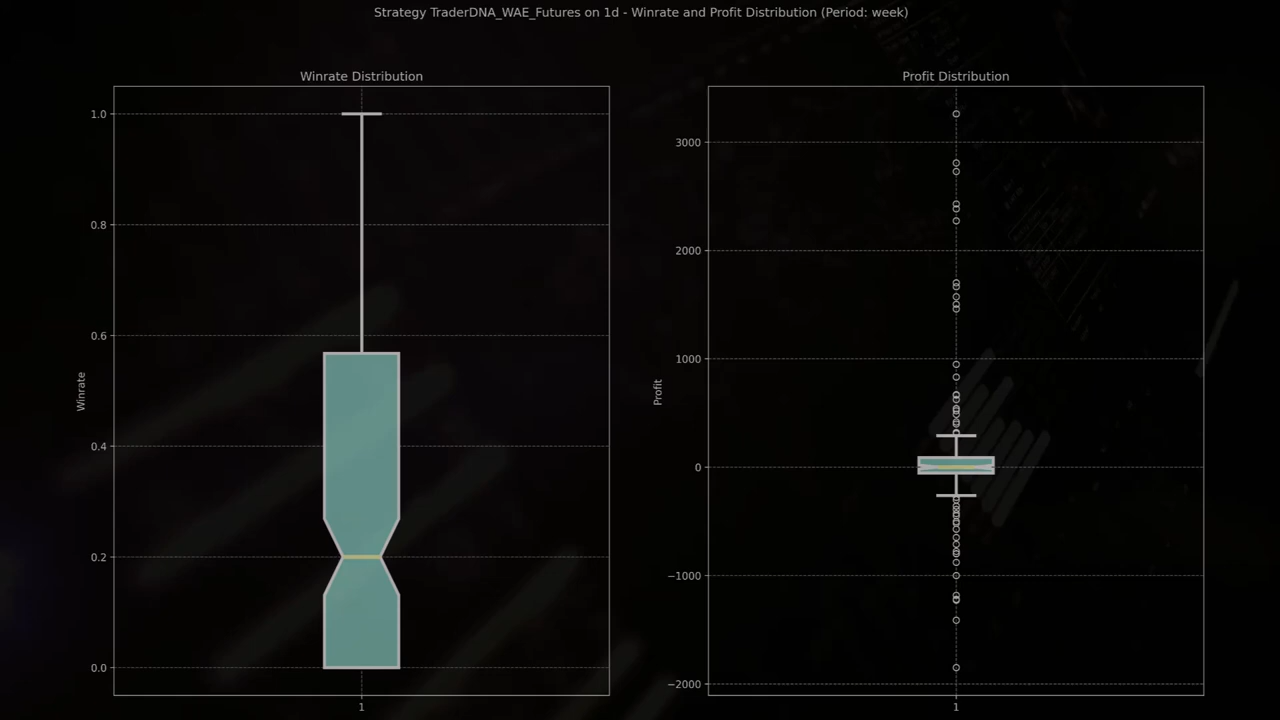 Strategy TraderDNA_WAE_Futures on 1d - Winrate and Profit Distribution (Period: week)
Winrate Distribution
1.0
0.8
0.6
0.4
0.2
0.0
Winrate
1
Profit Distribution
3000
2000
1000
0
−1000
−2000
Profit
1